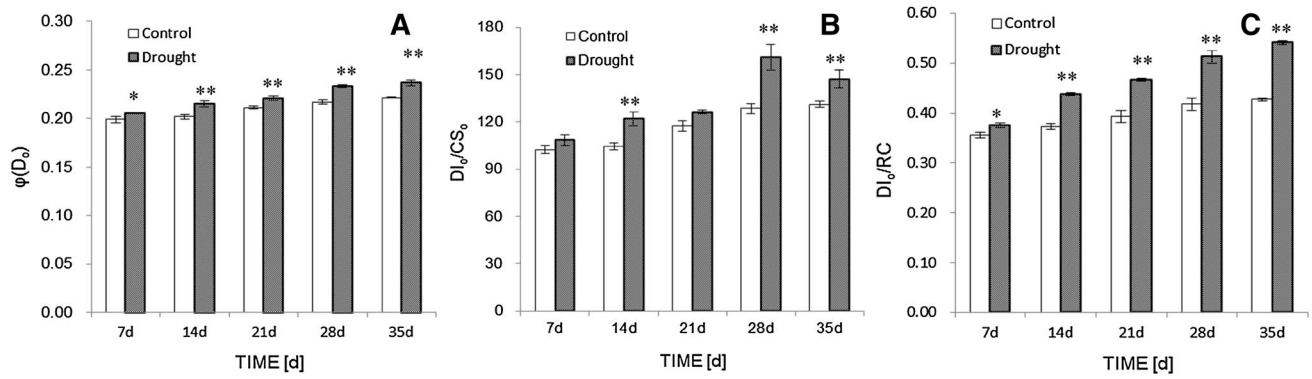 A
Control
Drought
φ(D₀)
0.30
0.25
0.20
0.15
0.10
0.05
0.00
*
**
**
**
**
7d 14d 21d 28d 35d
TIME [d]
B
Control
Drought
DI₀/CS₀
180
150
120
90
60
30
0
**
**
**
7d 14d 21d 28d 35d
TIME [d]
C
Control
Drought
DI₀/RC
0.60
0.50
0.40
0.30
0.20
0.10
0.00
*
**
**
**
**
7d 14d 21d 28d 35d
TIME [d]